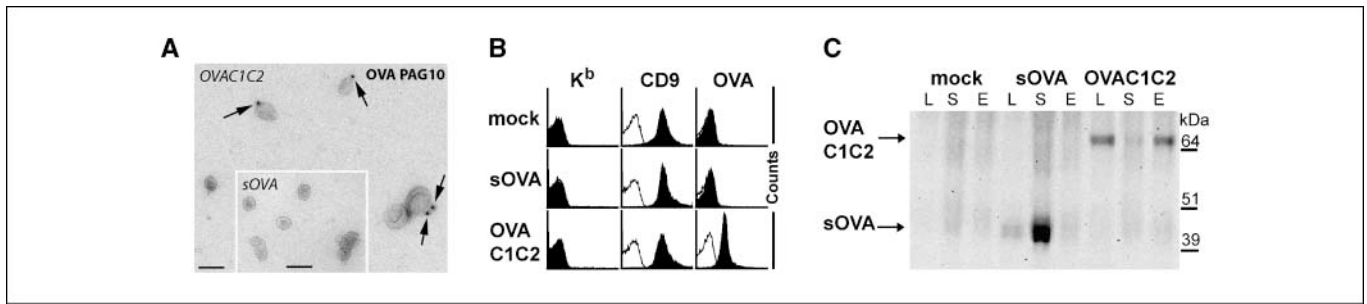 A
OVAC1C2
OVA PAG10
sOVA
B
Kᵇ CD9 OVA
mock
sOVA
OVA
C1C2
Counts
C
mock sOVA OVAC1C2
L S E L S E L S E
kDa
OVA
C1C2
64
51
sOVA
39